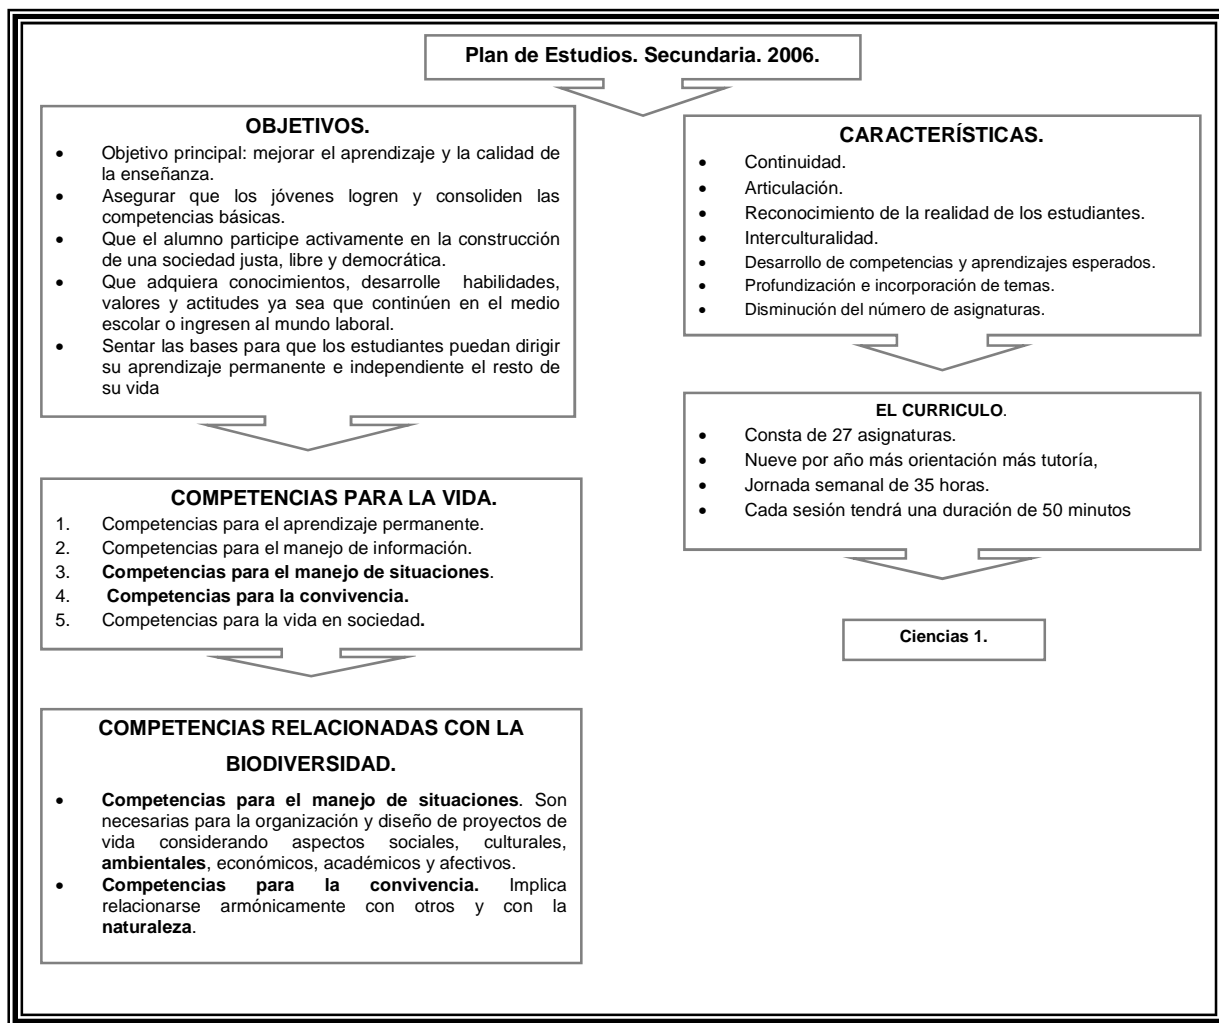 Plan de Estudios. Secundaria. 2006.
OBJETIVOS.
• Objetivo principal: mejorar el aprendizaje y la calidad de
la enseñanza.
• Asegurar que los jóvenes logren y consoliden las
competencias básicas.
• Que el alumno participe activamente en la construcción
de una sociedad justa, libre y democrática.
• Que adquiera conocimientos, desarrolle habilidades,
valores y actitudes ya sea que continúen en el medio
escolar o ingresen al mundo laboral.
• Sentar las bases para que los estudiantes puedan dirigir
su aprendizaje permanente e independiente el resto de
su vida
COMPETENCIAS PARA LA VIDA.
1. Competencias para el aprendizaje permanente.
2. Competencias para el manejo de información.
3. Competencias para el manejo de situaciones.
4. Competencias para la convivencia.
5. Competencias para la vida en sociedad.
COMPETENCIAS RELACIONADAS CON LA
BIODIVERSIDAD.
• Competencias para el manejo de situaciones. Son
necesarias para la organización y diseño de proyectos de
vida considerando aspectos sociales, culturales,
ambientales, económicos, académicos y afectivos.
• Competencias para la convivencia. Implica
relacionarse armónicamente con otros y con la
naturaleza.
CARACTERÍSTICAS.
• Continuidad.
• Articulación.
• Reconocimiento de la realidad de los estudiantes.
• Interculturalidad.
• Desarrollo de competencias y aprendizajes esperados.
• Profundización e incorporación de temas.
• Disminución del número de asignaturas.
EL CURRICULO.
• Consta de 27 asignaturas.
• Nueve por año más orientación más tutoría,
• Jornada semanal de 35 horas.
• Cada sesión tendrá una duración de 50 minutos
Ciencias 1.